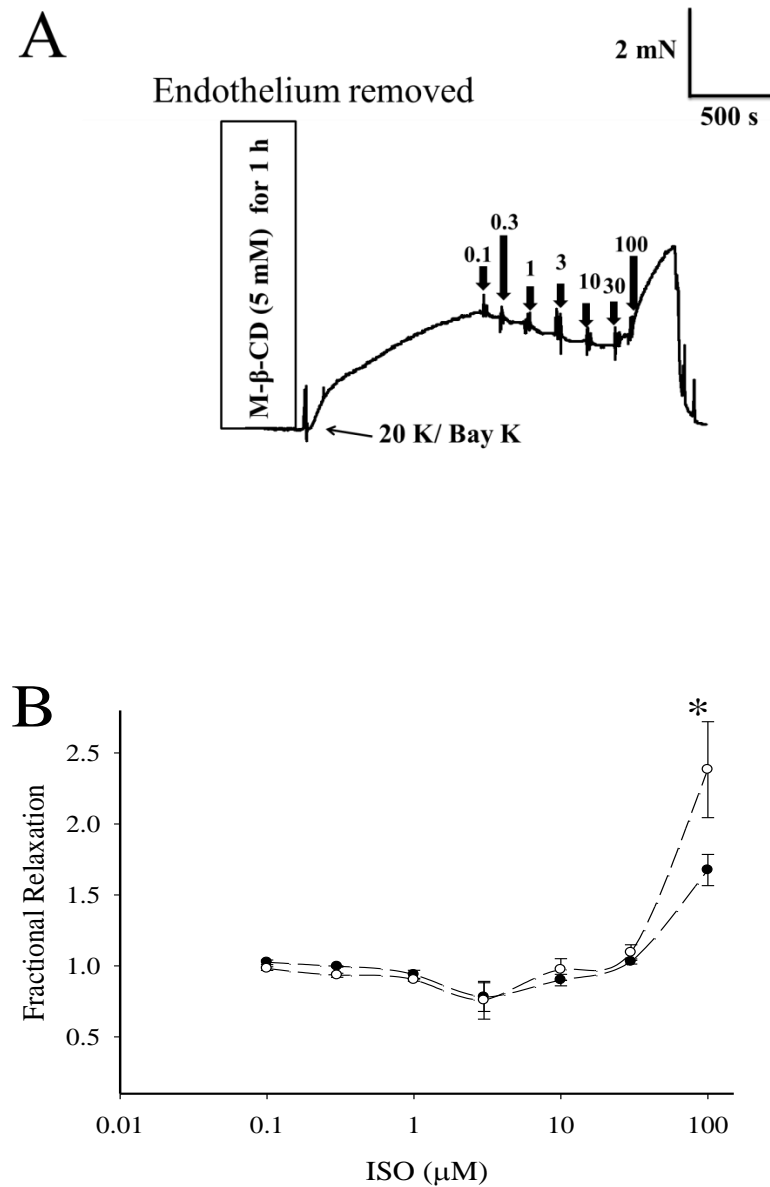 A
2 mN
500 s
Endothelium removed
M-β-CD (5 mM) for 1 h
0.1
0.3
1
3
10
30
100
20 K/ Bay K
B
*
2.5
2.0
1.5
1.0
0.5
Fractional Relaxation
0.01 0.1 1 10 100
ISO (μM)